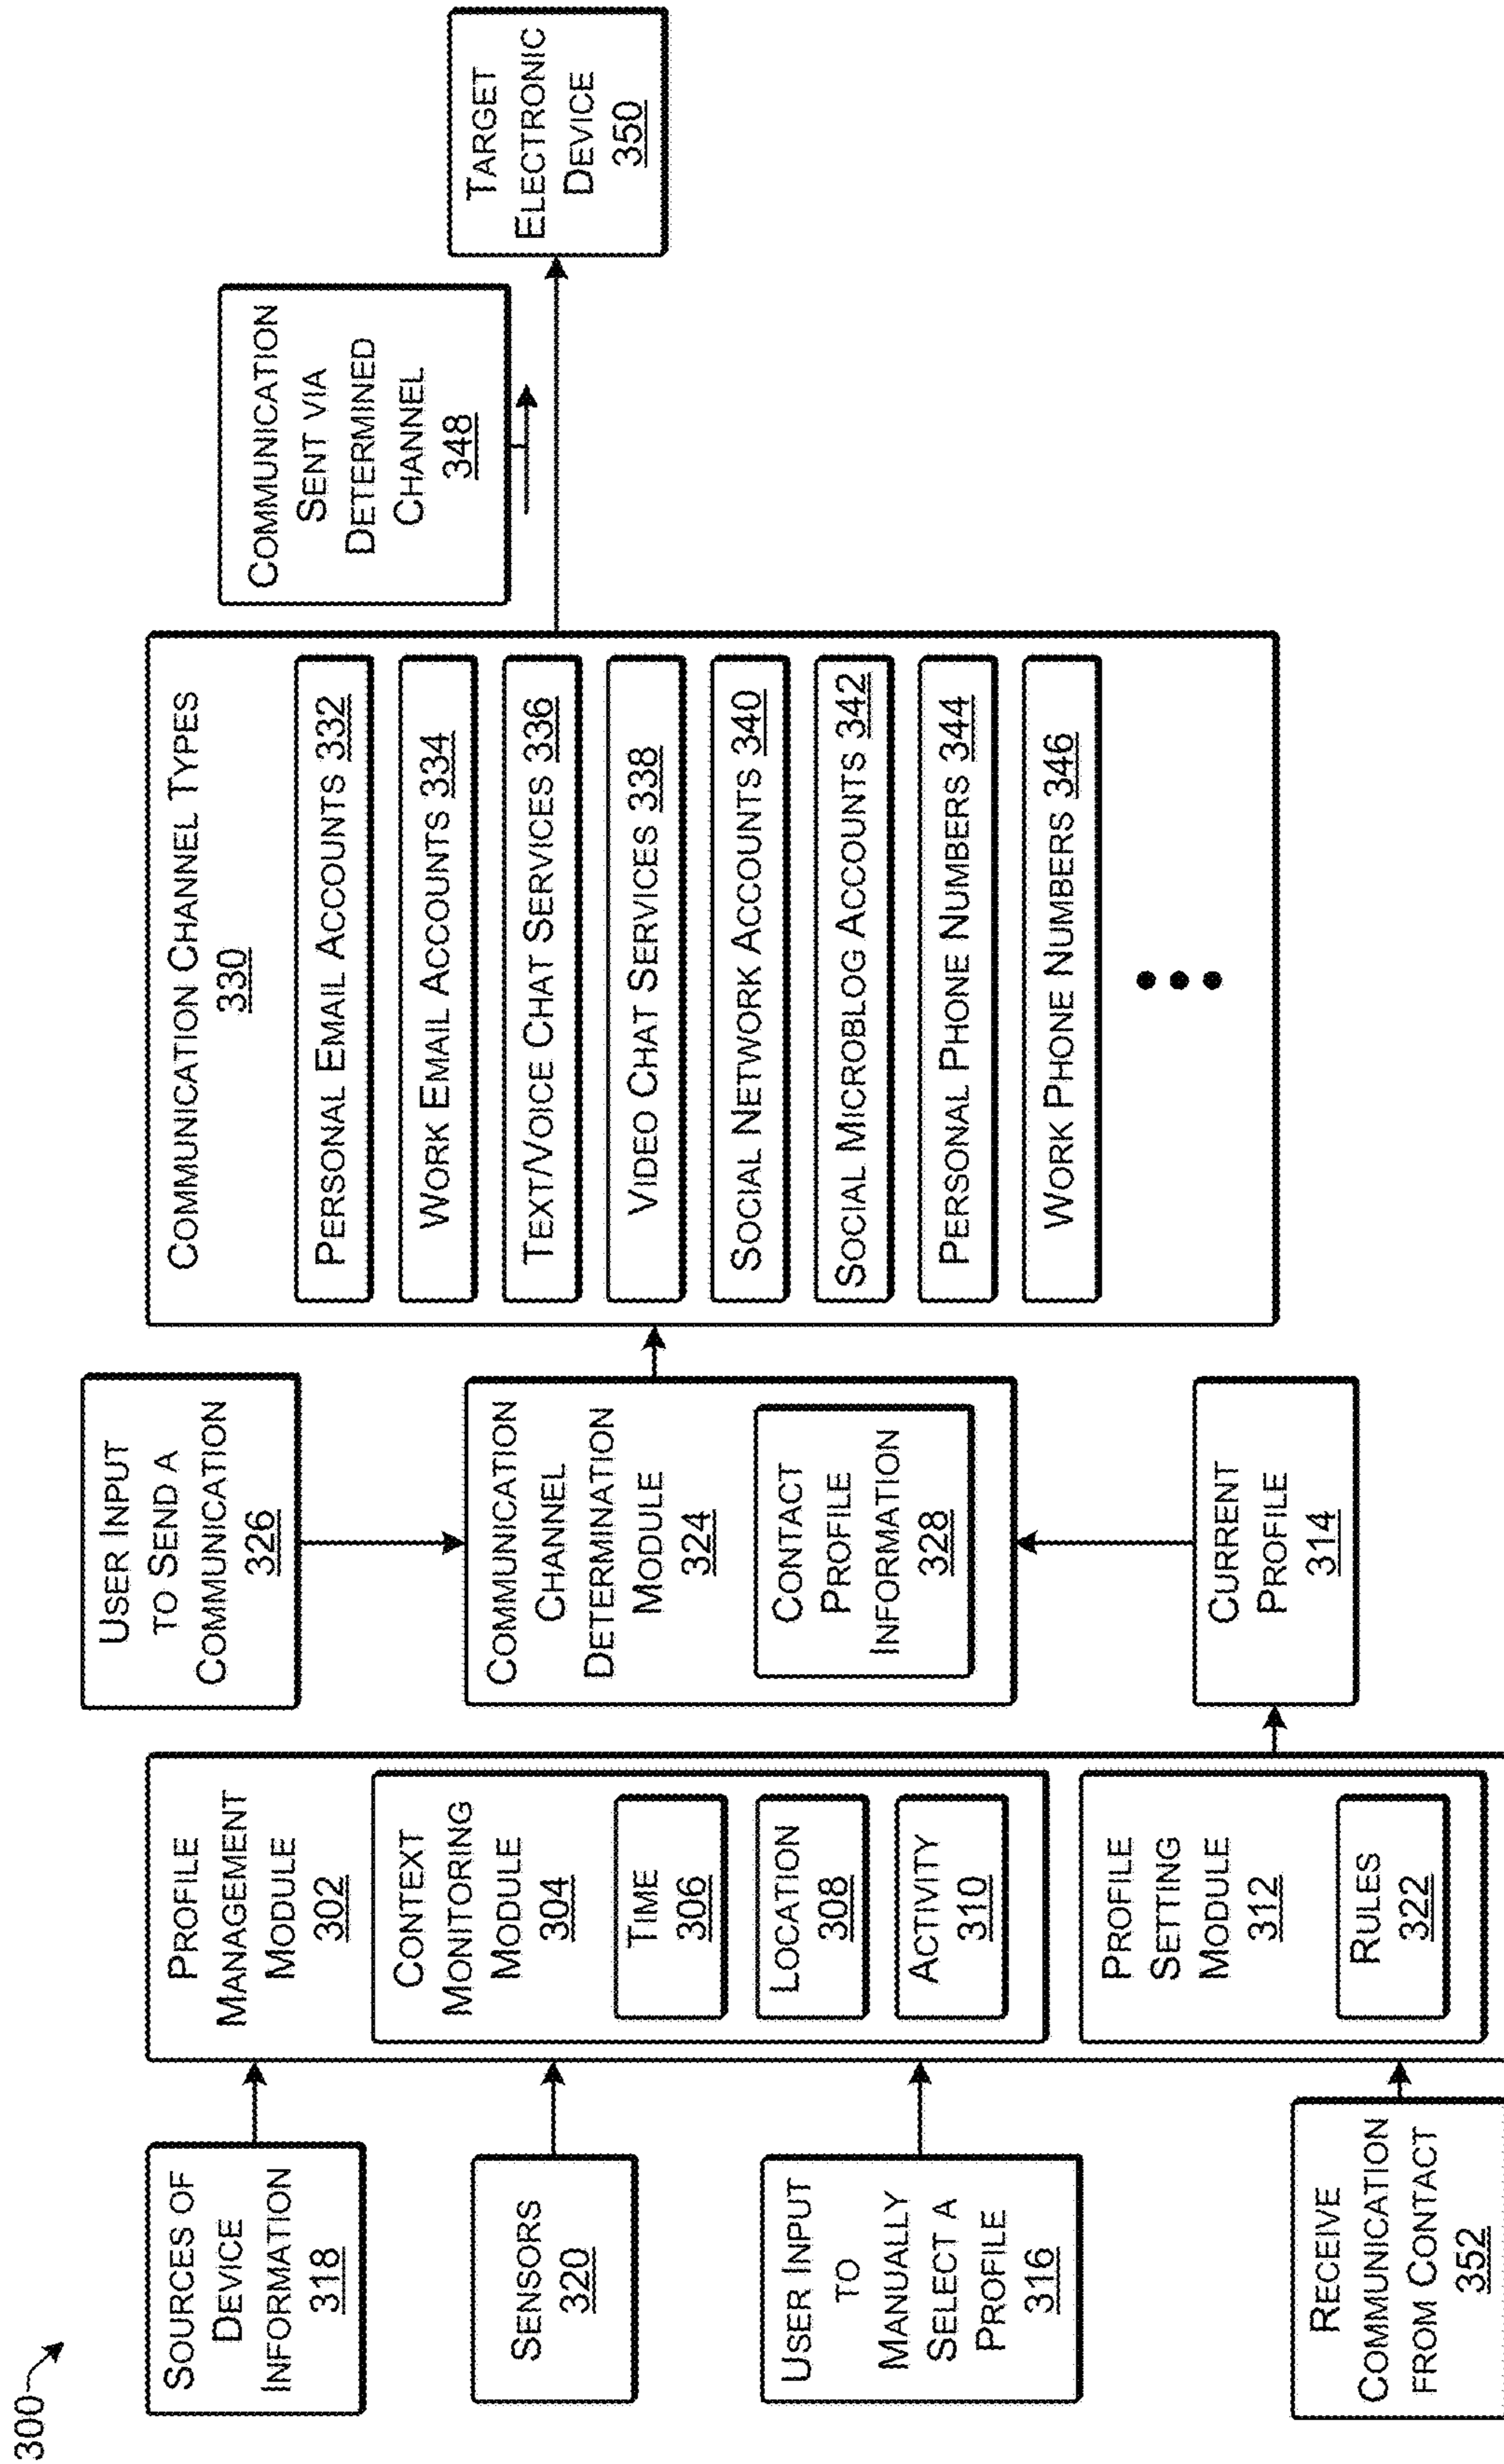 300
SOURCES OF
DEVICE
INFORMATION
318
SENSORS
320
USER INPUT
TO
MANUALLY
SELECT A
PROFILE
316
RECEIVE
COMMUNICATION
FROM CONTACT
352
PROFILE
MANAGEMENT
MODULE
302
CONTEXT
MONITORING
MODULE
304
TIME
306
LOCATION
308
ACTIVITY
310
PROFILE
SETTING
MODULE
312
RULES
322
USER INPUT
TO SEND A
COMMUNICATION
326
COMMUNICATION
CHANNEL
DETERMINATION
MODULE
324
CONTACT
PROFILE
INFORMATION
328
CURRENT
PROFILE
314
COMMUNICATION CHANNEL TYPES
330
PERSONAL EMAIL ACCOUNTS 332
WORK EMAIL ACCOUNTS 334
TEXT/VOICE CHAT SERVICES 336
VIDEO CHAT SERVICES 338
SOCIAL NETWORK ACCOUNTS 340
SOCIAL MICROBLOG ACCOUNTS 342
PERSONAL PHONE NUMBERS 344
WORK PHONE NUMBERS 346
COMMUNICATION
SENT VIA
DETERMINED
CHANNEL
348
TARGET
ELECTRONIC
DEVICE
350